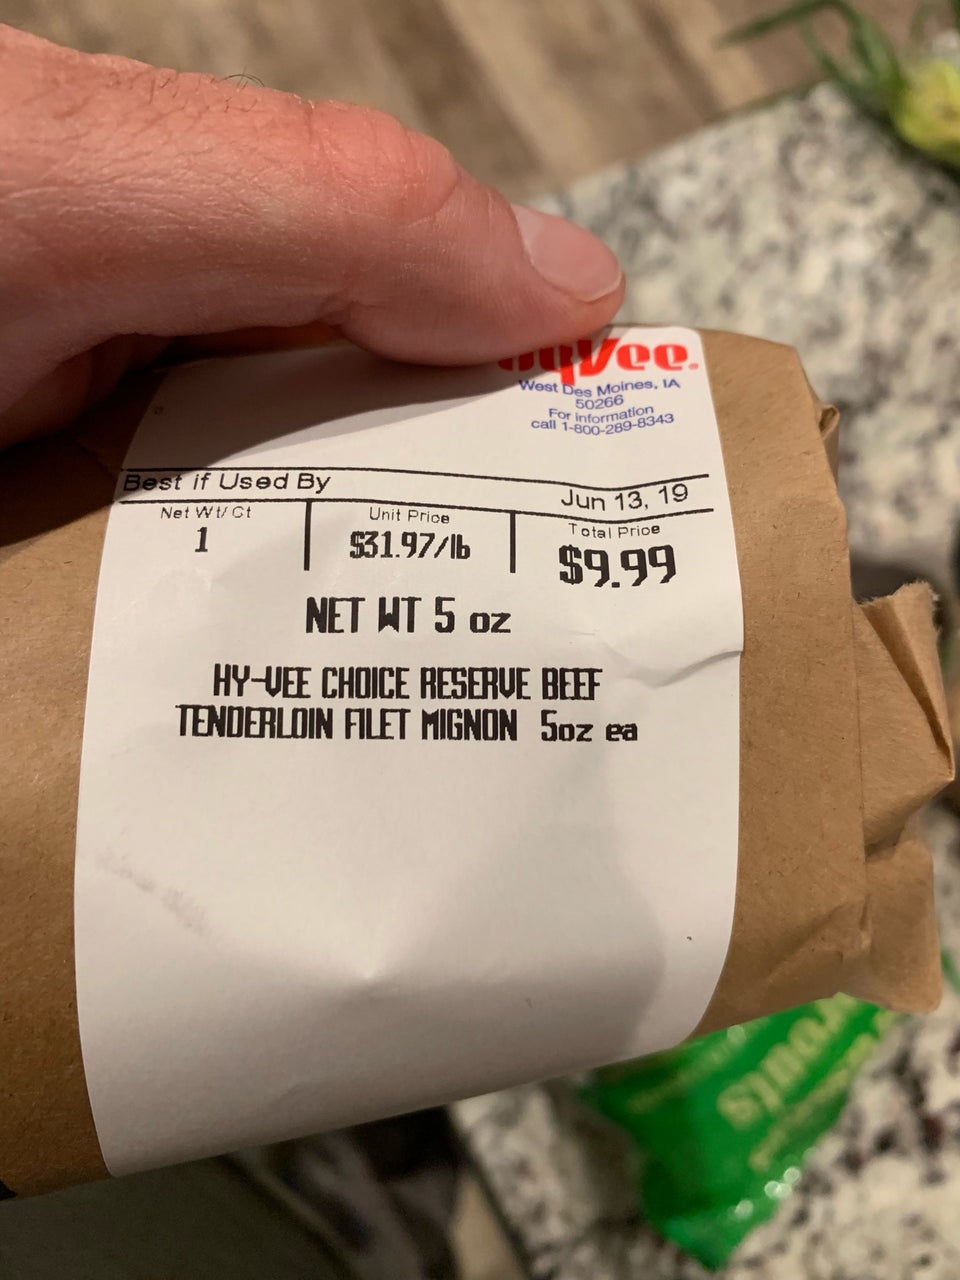 HyVee.
West Des Moines, IA
50266
For information
call 1-800-289-8343
Best if Used By Jun 13, 19
Net Wt/Ct Unit Price Total Price
1 $31.97/lb $9.99
NET WT 5 oz
HY-VEE CHOICE RESERVE BEEF
TENDERLOIN FILET MIGNON 5oz ea